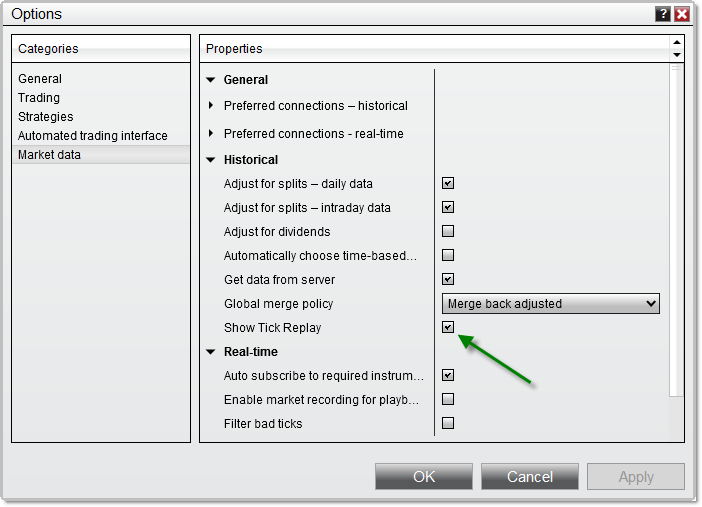 Options
?
Categories
General
Trading
Strategies
Automated trading interface
Market data
Properties
General
Preferred connections – historical
Preferred connections - real-time
Historical
Adjust for splits – daily data
Adjust for splits – intraday data
Adjust for dividends
Automatically choose time-based...
Get data from server
Global merge policy Merge back adjusted
Show Tick Replay
Real-time
Auto subscribe to required instrum...
Enable market recording for playb...
Filter bad ticks
OK Cancel Apply